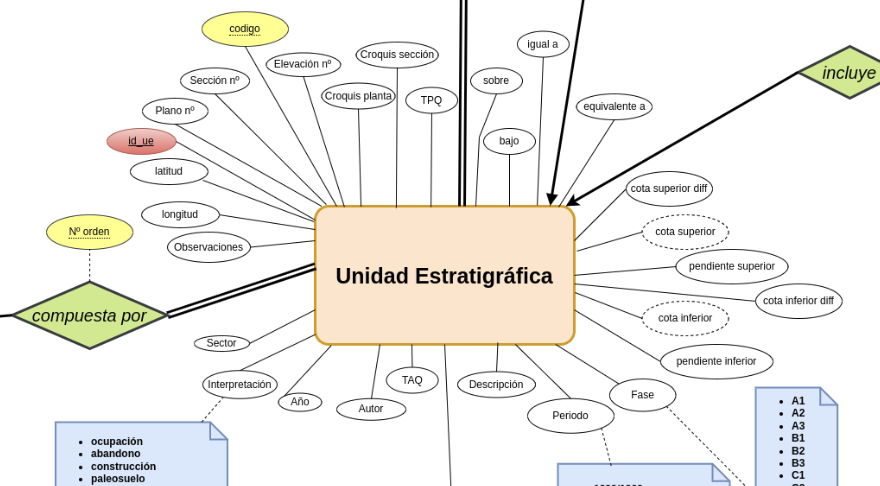 codigo
igual a
Croquis sección
Elevación nº
incluye
Sección nº
sobre
Croquis planta
TPQ
equivalente a
Plano nº
id_ue
bajo
latitud
cota superior diff
longitud
Nº orden
cota superior
Observaciones
pendiente superior
Unidad Estratigráfica
cota inferior diff
compuesta por
cota inferior
Sector
pendiente inferior
Interpretación
TAQ
Descripción
Año
Autor
Fase
Periodo
A1
A2
A3
B1
B2
B3
C1
ocupación
abandono
construcción
paleosuelo